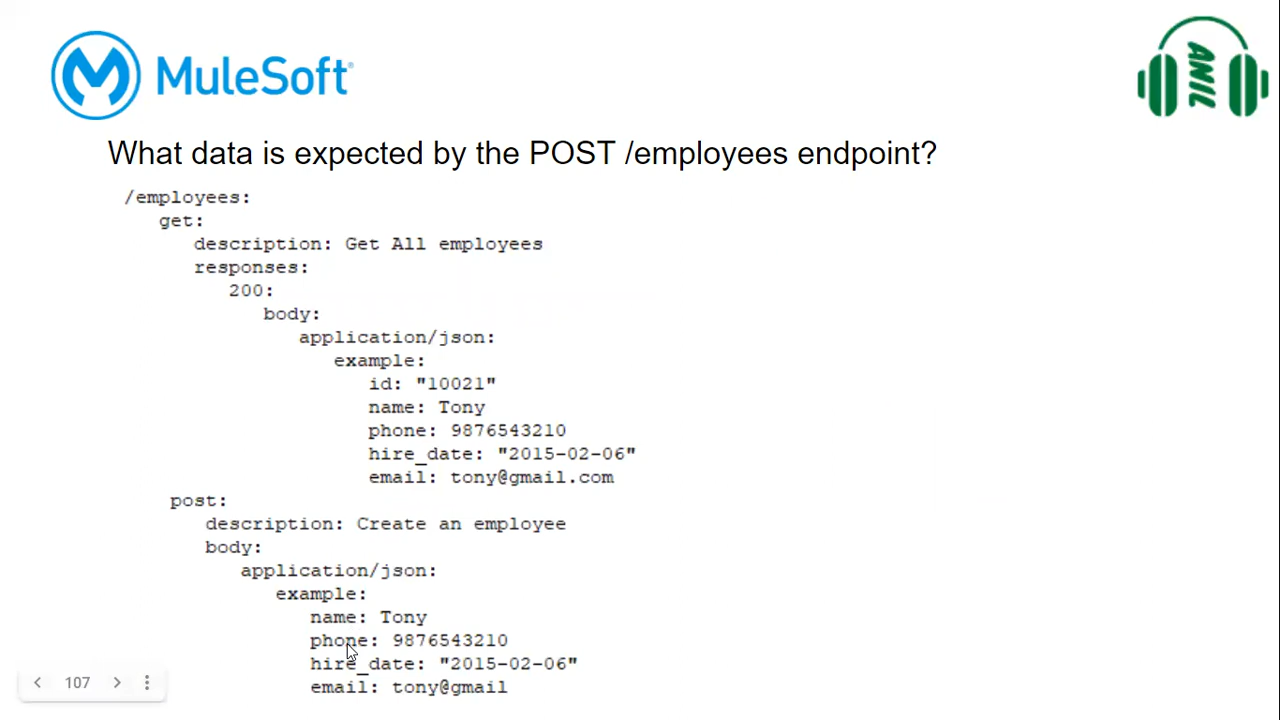 MuleSoft
ANIL
What data is expected by the POST /employees endpoint?
/employees:
get:
description: Get All employees
responses:
200:
body:
application/json:
example:
id: "10021"
name: Tony
phone: 9876543210
hire_date: "2015-02-06"
email: tony@gmail.com
post:
description: Create an employee
body:
application/json:
example:
name: Tony
phone: 9876543210
hire_date: "2015-02-06"
email: tony@gmail
107